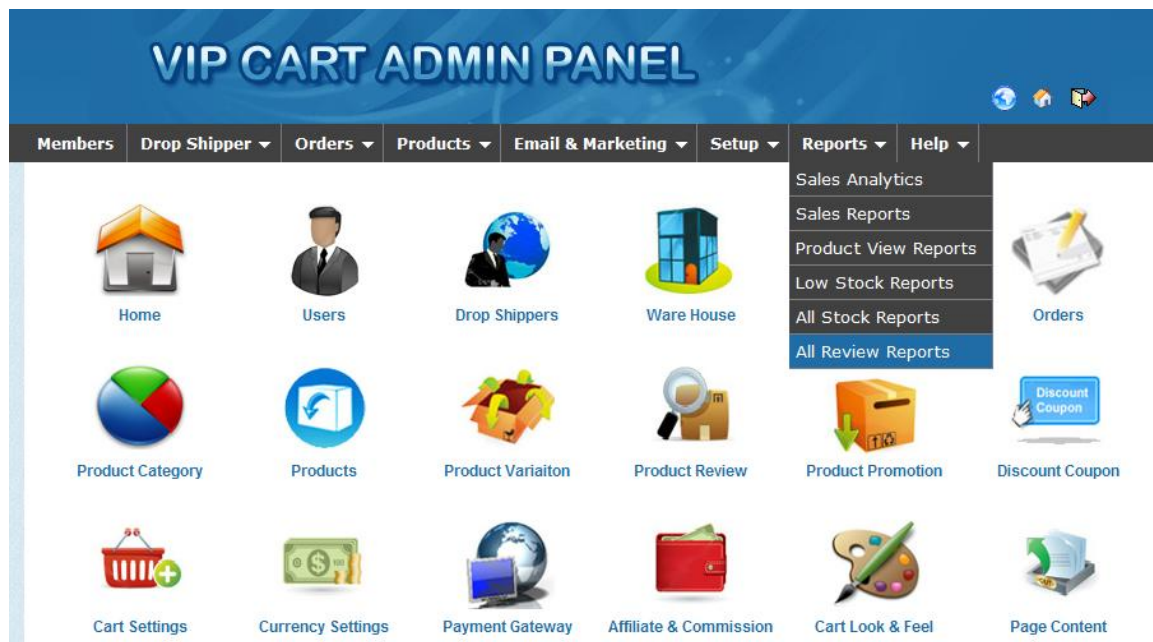 VIP CART ADMIN PANEL
Members Drop Shipper Orders Products Email & Marketing Setup Reports Help
Sales Analytics
Sales Reports
Product View Reports
Low Stock Reports
All Stock Reports
All Review Reports
Home Users Drop Shippers Ware House Orders
Discount
Coupon
Product Category Products Product Variaiton Product Review Product Promotion Discount Coupon
Cart Settings Currency Settings Payment Gateway Affiliate & Commission Cart Look & Feel Page Content